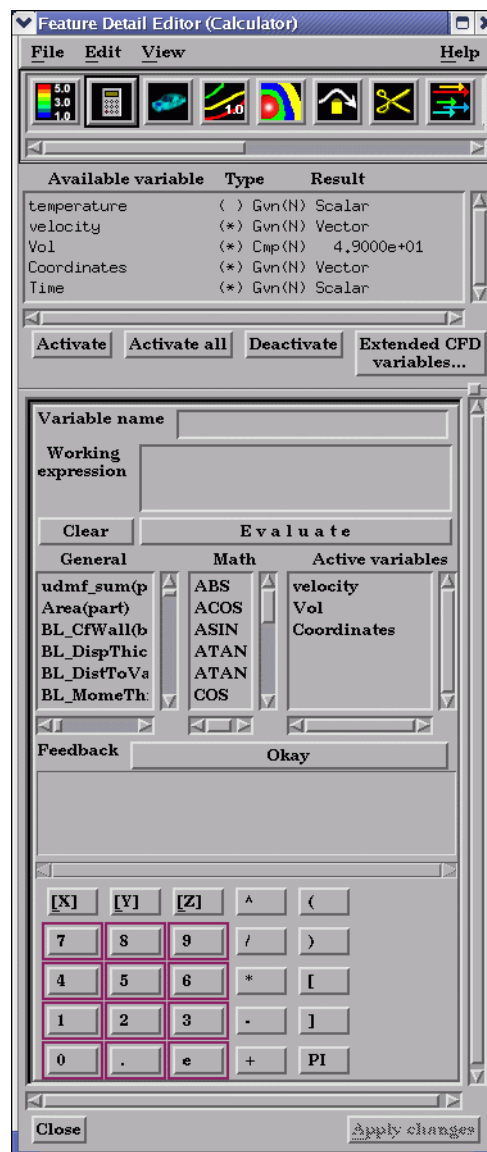 Feature Detail Editor (Calculator)
File Edit View Help
5.0
3.0
1.0
1.0
Available variable Type Result
temperature ( ) Gvn(N) Scalar
velocity (*) Gvn(N) Vector
Vol (*) Cmp(N) 4.9000e+01
Coordinates (*) Gvn(N) Vector
Time (*) Gvn(N) Scalar
Activate Activate all Deactivate Extended CFD
variables...
Variable name
Working
expression
Clear Evaluate
General Math Active variables
udmf_sum(p ABS velocity
Area(part) ACOS Vol
BL_CfWall(b ASIN Coordinates
BL_DispThic ATAN
BL_DistToVa ATAN
BL_MomeTh COS
Feedback Okay
[X] [Y] [Z] ^ (
7 8 9 / )
4 5 6 * [
1 2 3 - ]
0 . e + PI
Close Apply changes